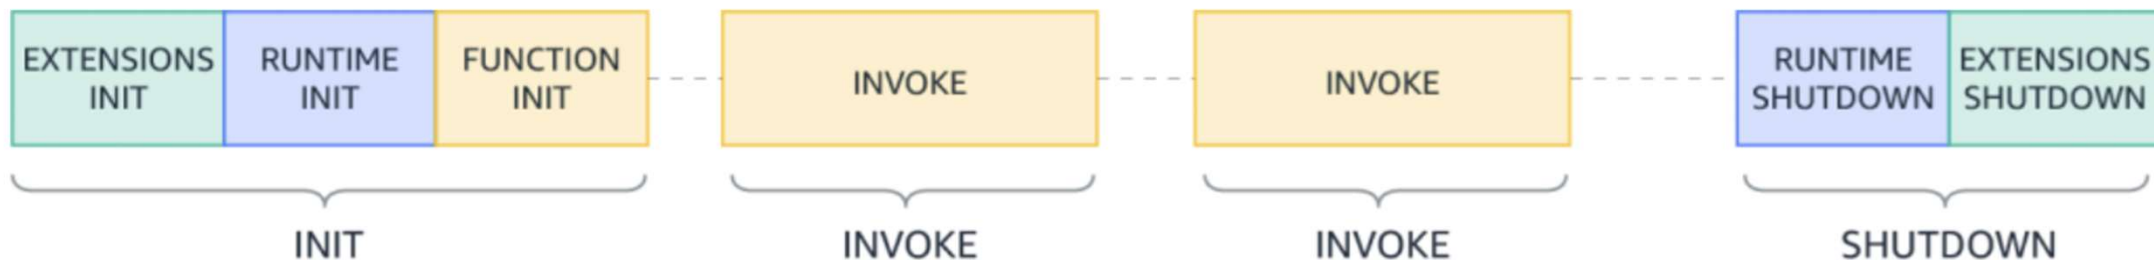 EXTENSIONS
INIT
RUNTIME
INIT
FUNCTION
INIT
INVOKE
INVOKE
RUNTIME
SHUTDOWN
EXTENSIONS
SHUTDOWN
INIT
INVOKE
INVOKE
SHUTDOWN